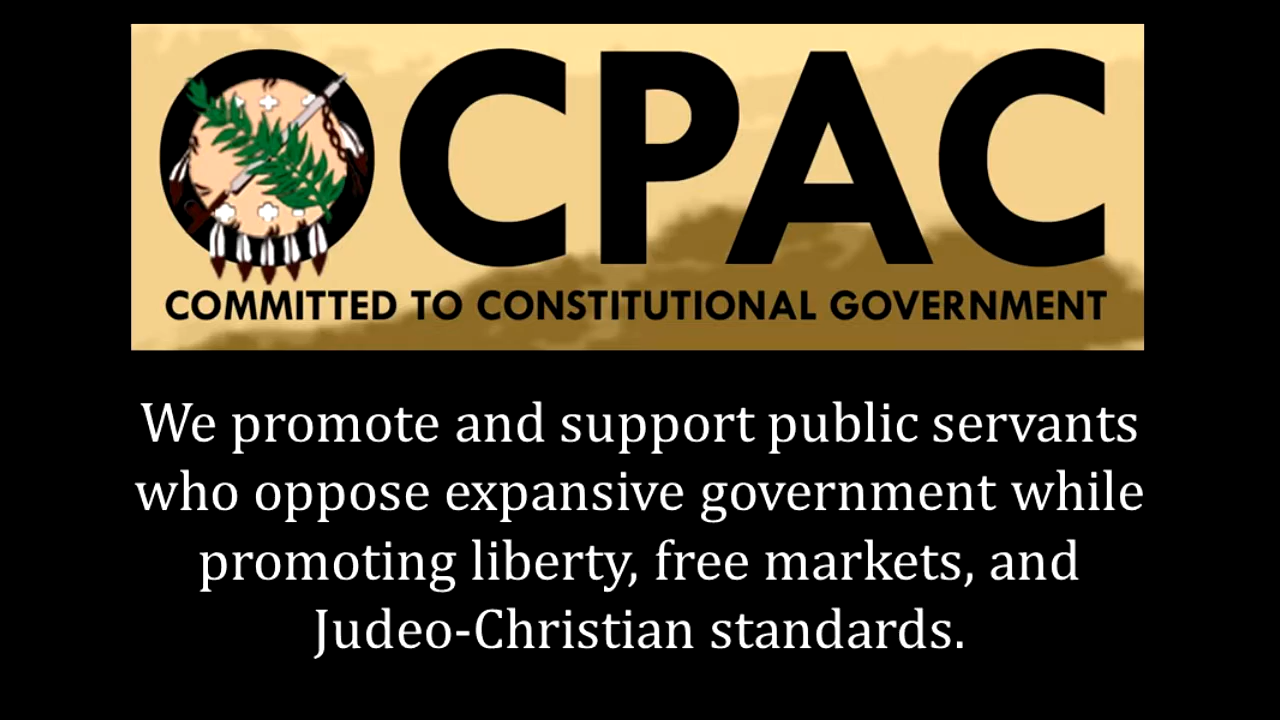 OCPAC
COMMITTED TO CONSTITUTIONAL GOVERNMENT
We promote and support public servants
who oppose expansive government while
promoting liberty, free markets, and
Judeo-Christian standards.